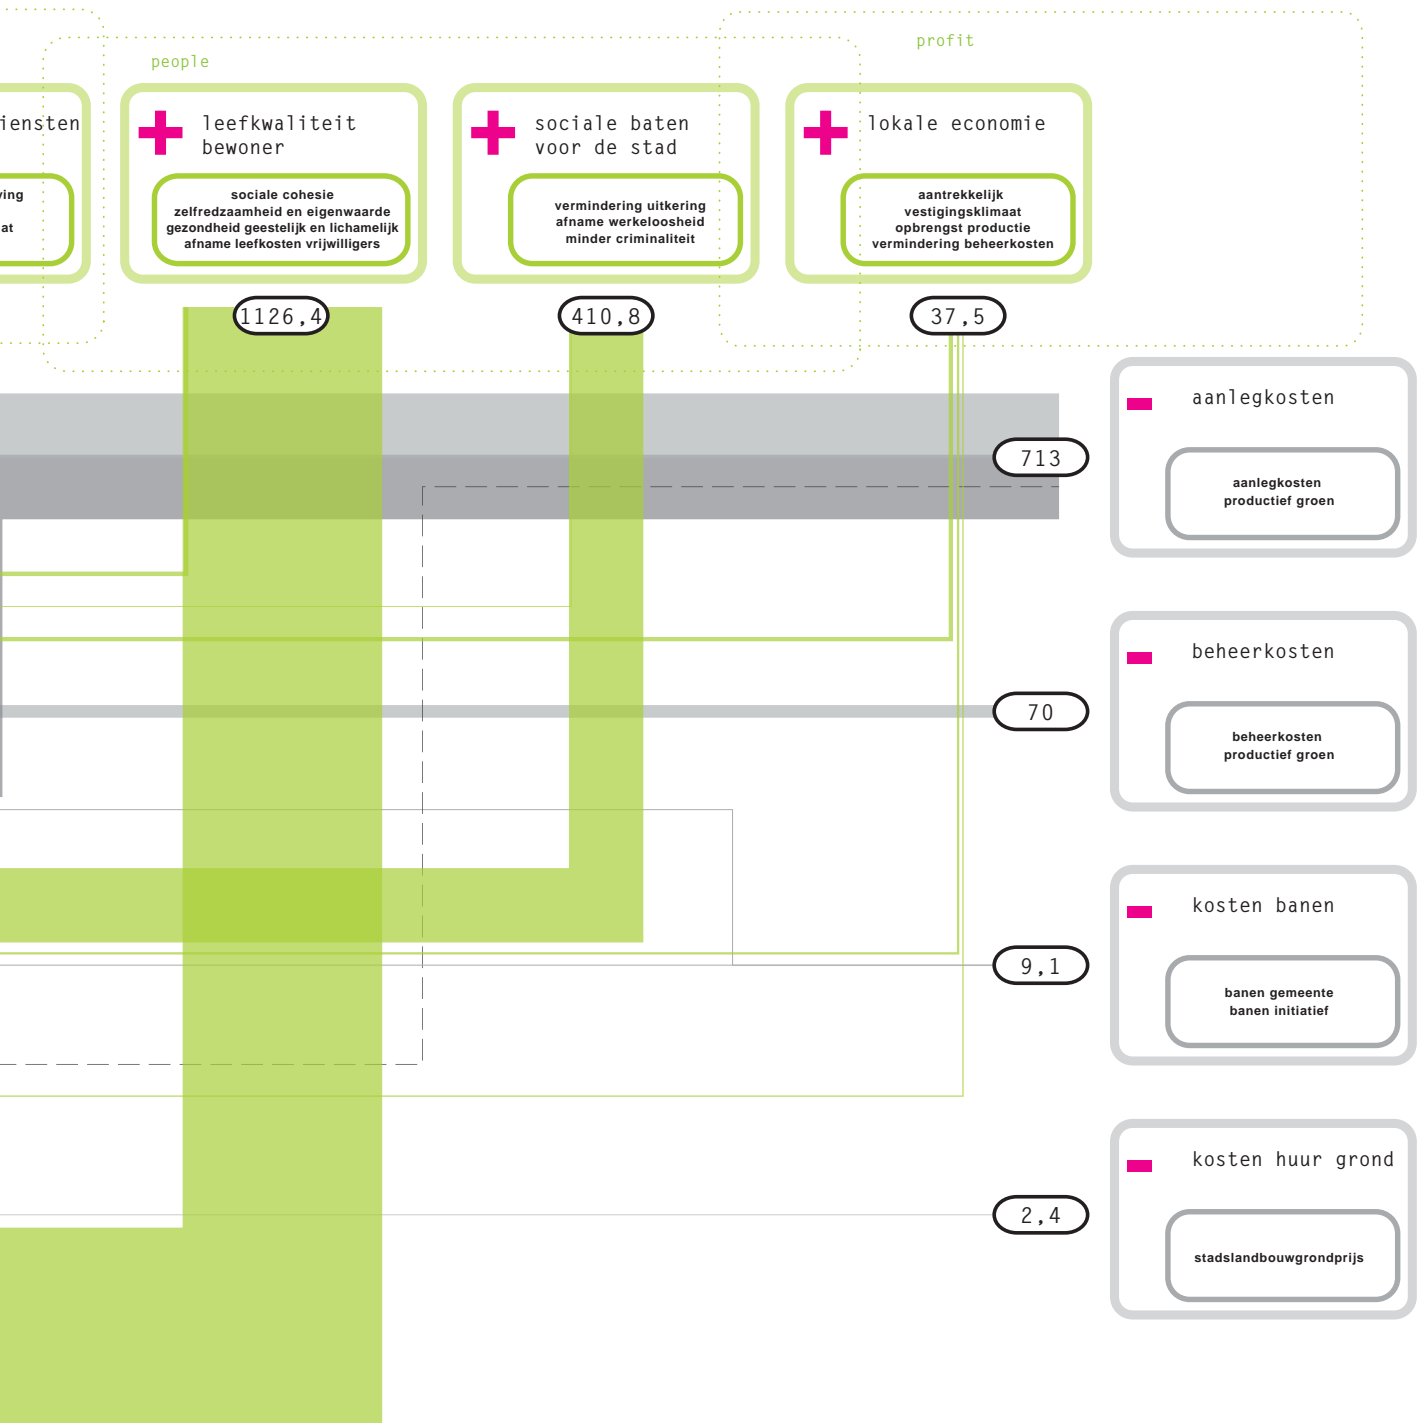 people
profit
iensten
ving
at
leefkwaliteit
bewoner
sociale cohesie
zelfredzaamheid en eigenwaarde
gezondheid geestelijk en lichamelijk
afname leefkosten vrijwilligers
sociale baten
voor de stad
vermindering uitkering
afname werkeloosheid
minder criminaliteit
lokale economie
aantrekkelijk
vestigingsklimaat
opbrengst productie
vermindering beheerkosten
1126,4
410,8
37,5
713
aanlegkosten
aanlegkosten
productief groen
70
beheerkosten
beheerkosten
productief groen
9,1
kosten banen
banen gemeente
banen initiatief
2,4
kosten huur grond
stadslandbouwgrondprijs